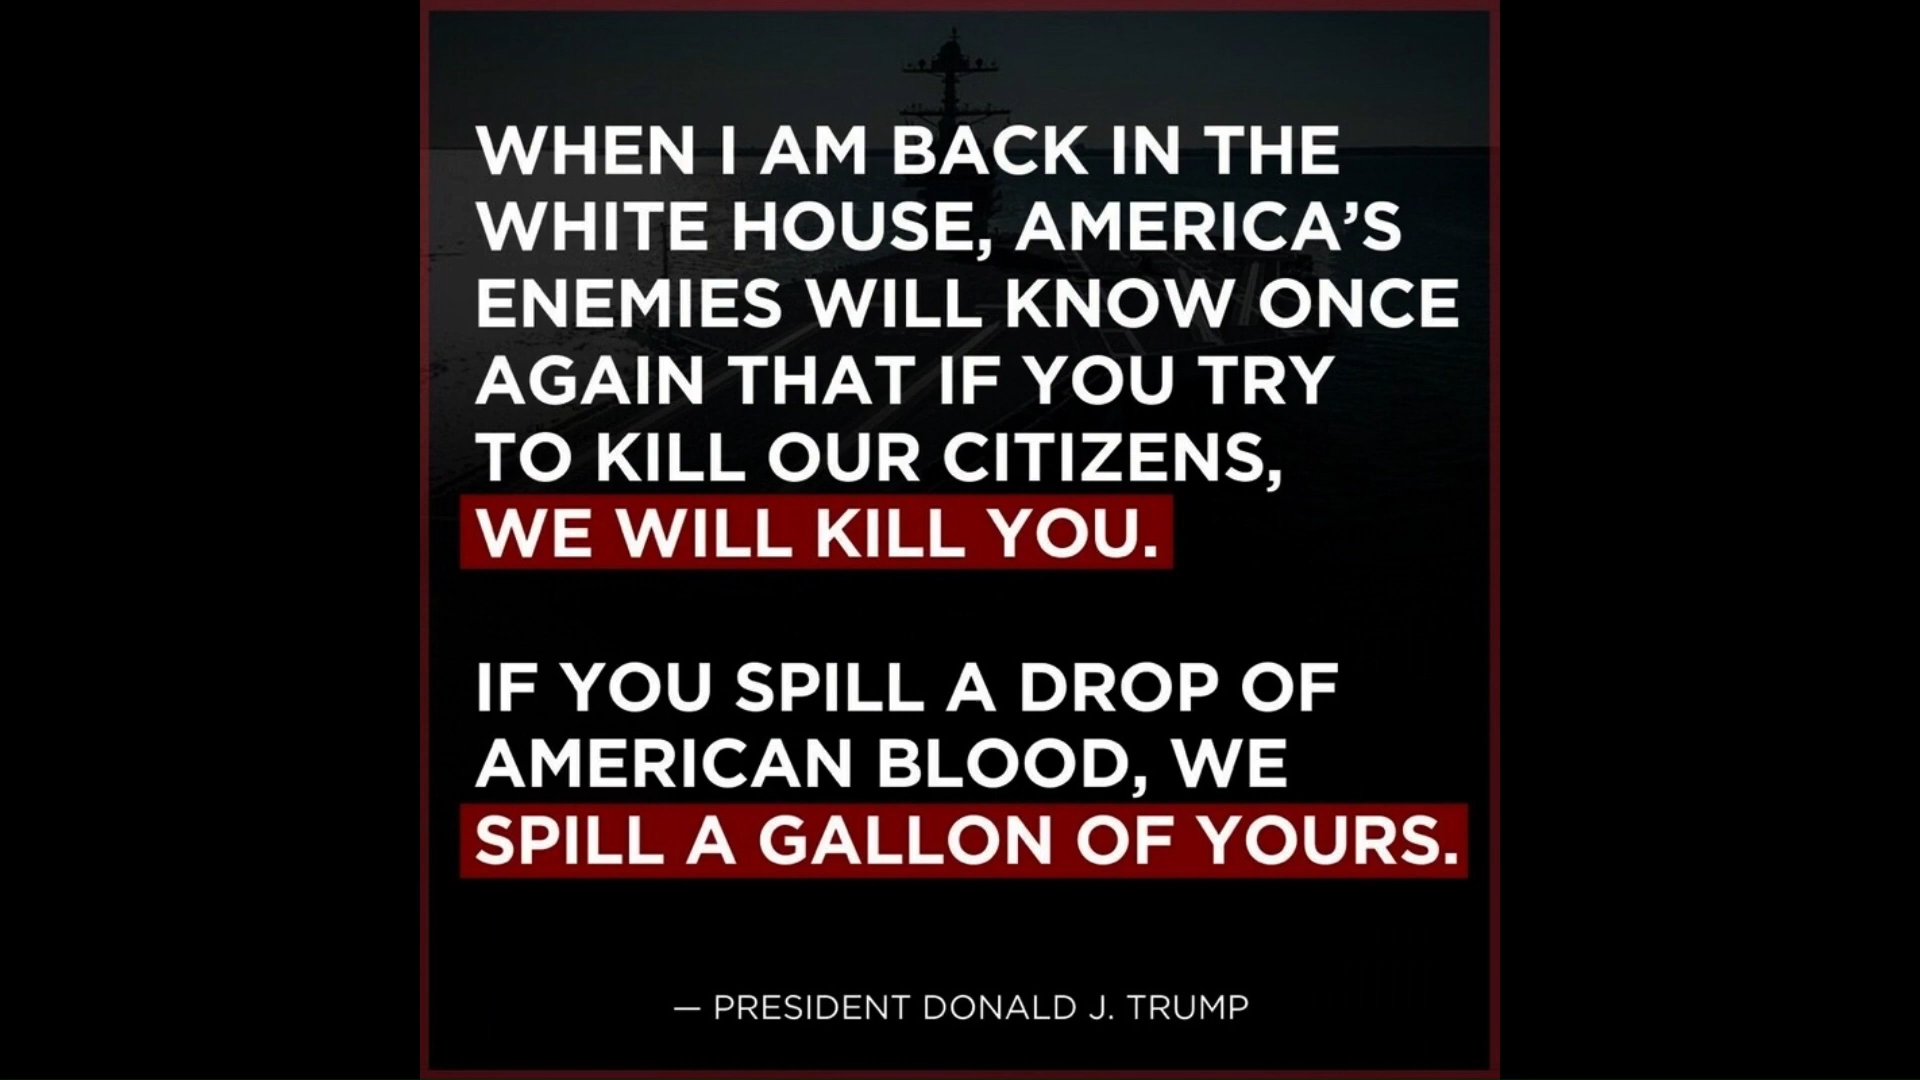 WHEN I AM BACK IN THE
WHITE HOUSE, AMERICA’S
ENEMIES WILL KNOW ONCE
AGAIN THAT IF YOU TRY
TO KILL OUR CITIZENS,
WE WILL KILL YOU.
IF YOU SPILL A DROP OF
AMERICAN BLOOD, WE
SPILL A GALLON OF YOURS.
— PRESIDENT DONALD J. TRUMP